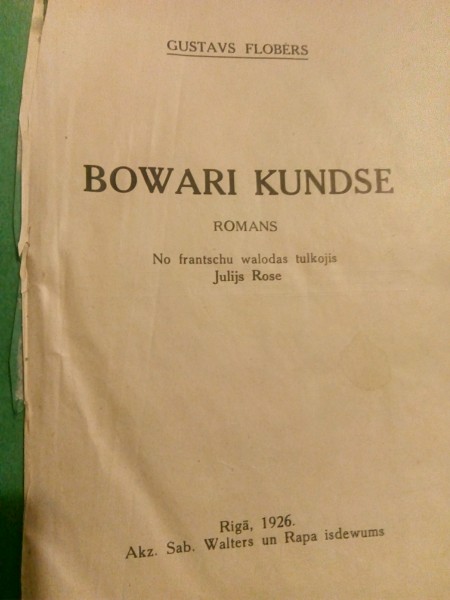 GUSTAVS FLOBĒRS
BOWARI KUNDSE
ROMANS
No frantschu walodas tulkojis
Julijs Rose
Rigā, 1926.
Akz. Sab. Walters un Rapa isdewums